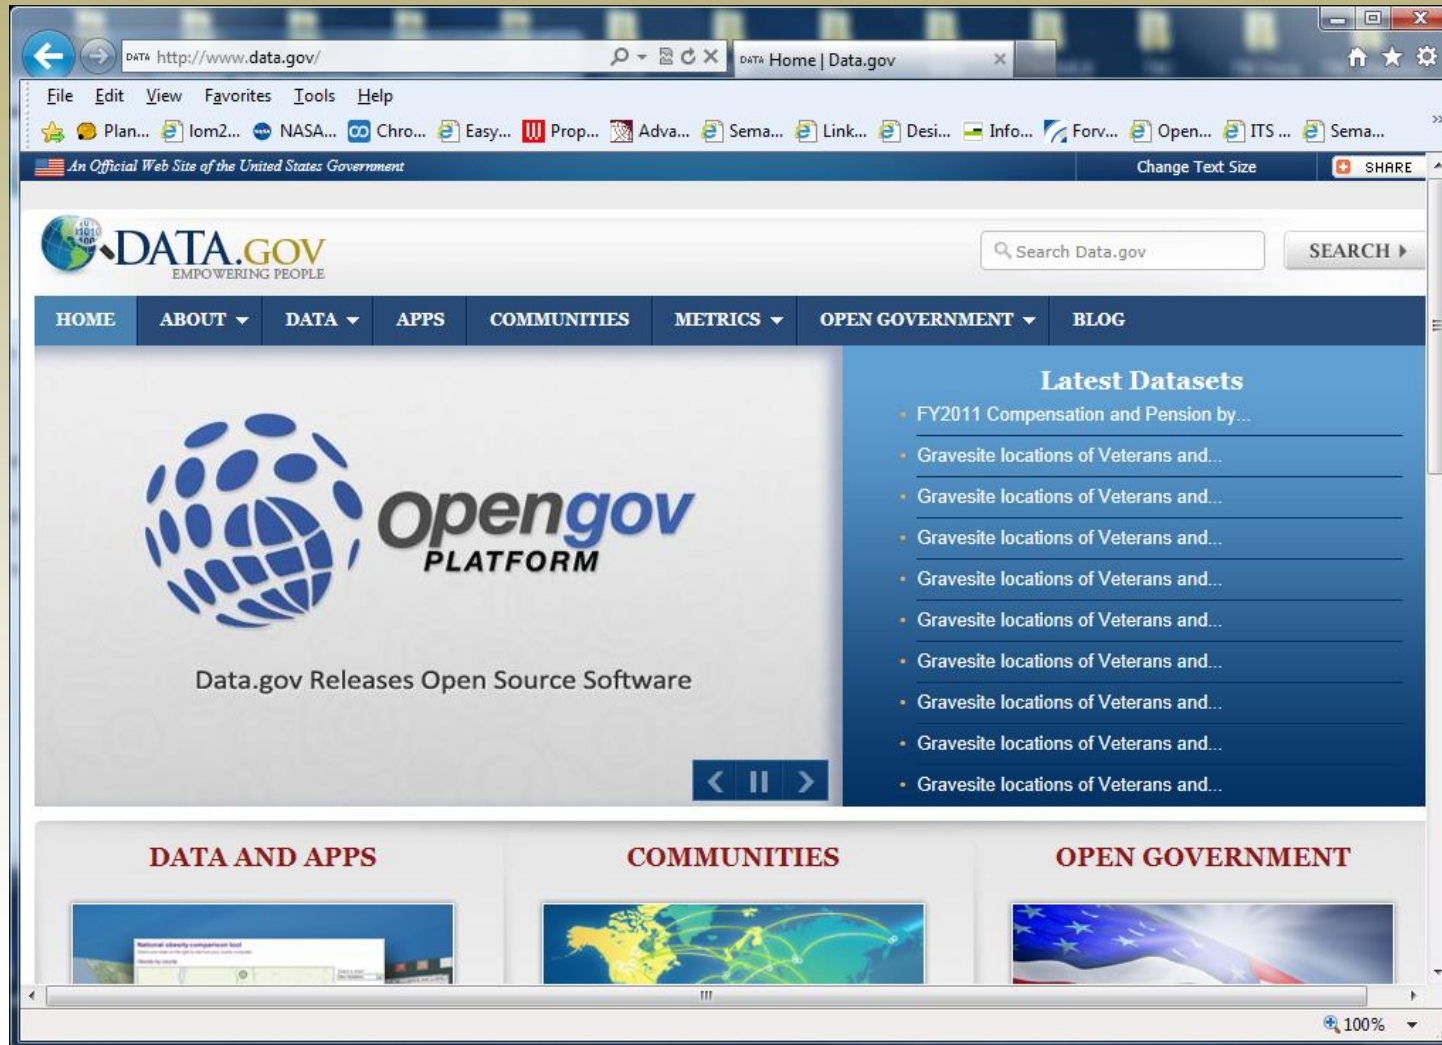 DATA http://www.data.gov/
DATA Home | Data.gov
File Edit View Favorites Tools Help
Plan... Iom2... NASA... Chro... Easy... Prop... Adva... Sema... Link... Desi... Info... Forv... Open... ITS ... Sema...
An Official Web Site of the United States Government
Change Text Size
SHARE
DATA.GOV
EMPOWERING PEOPLE
Search Data.gov
SEARCH
HOME ABOUT DATA APPS COMMUNITIES METRICS OPEN GOVERNMENT BLOG
opengov
PLATFORM
Data.gov Releases Open Source Software
Latest Datasets
FY2011 Compensation and Pension by...
Gravesite locations of Veterans and...
Gravesite locations of Veterans and...
Gravesite locations of Veterans and...
Gravesite locations of Veterans and...
Gravesite locations of Veterans and...
Gravesite locations of Veterans and...
Gravesite locations of Veterans and...
Gravesite locations of Veterans and...
Gravesite locations of Veterans and...
DATA AND APPS
COMMUNITIES
OPEN GOVERNMENT
National obesity comparison tool
100%